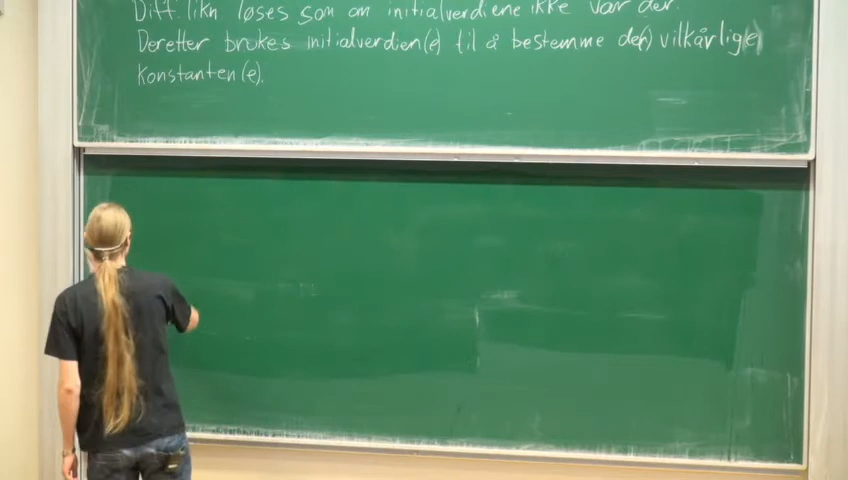 Diff.likn løses som om initialverdiene ikke var der.
Deretter brukes initialverdien(e) til å bestemme de(n) vilkårlige
konstanten(e).